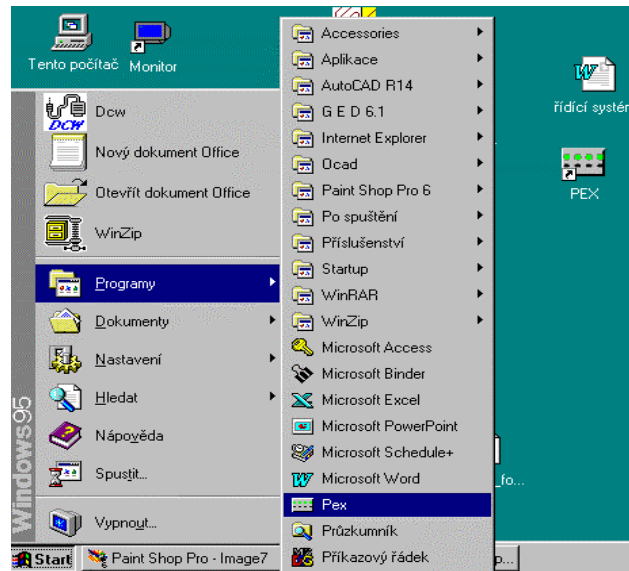 Tento počítač
Monitor
řídící systém
PEX
DCW
Dcw
Nový dokument Office
Otevřít dokument Office
WinZip
Programy
Dokumenty
Nastavení
Hledat
Nápověda
Spustit...
Vypnout...
Windows95
Accessories
Aplikace
AutoCAD R14
G E D 6.1
Internet Explorer
Ocad
Paint Shop Pro 6
Po spuštění
Příslušenství
Startup
WinRAR
WinZip
Microsoft Access
Microsoft Binder
Microsoft Excel
Microsoft PowerPoint
Microsoft Schedule+
Microsoft Word
Pex
Průzkumník
Příkazový řádek
_fo...
Start
Paint Shop Pro - Image7
p...